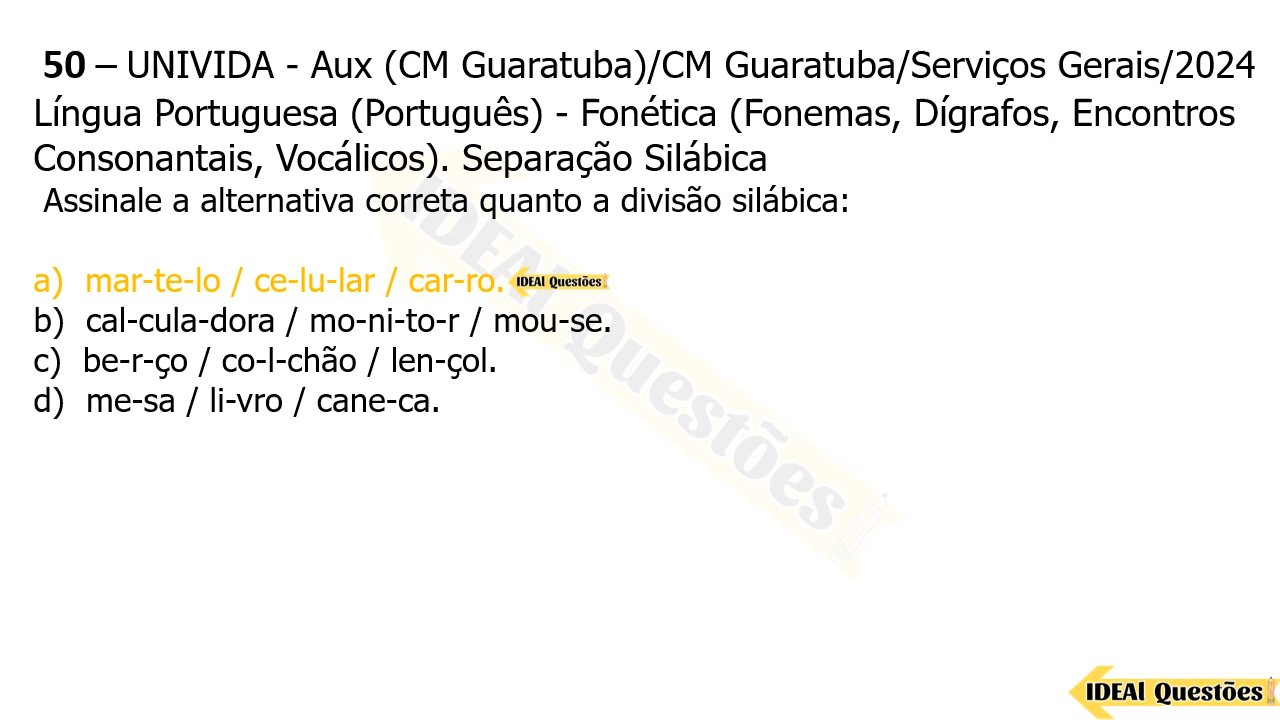 50 – UNIVIDA - Aux (CM Guaratuba)/CM Guaratuba/Serviços Gerais/2024
Língua Portuguesa (Português) - Fonética (Fonemas, Dígrafos, Encontros
Consonantais, Vocálicos). Separação Silábica
Assinale a alternativa correta quanto a divisão silábica:
a) mar-te-lo / ce-lu-lar / car-ro. IDEAl Questões
b) cal-cula-dora / mo-ni-to-r / mou-se.
c) be-r-ço / co-l-chão / len-çol.
d) me-sa / li-vro / cane-ca.
IDEAl Questões
IDEAl Questões